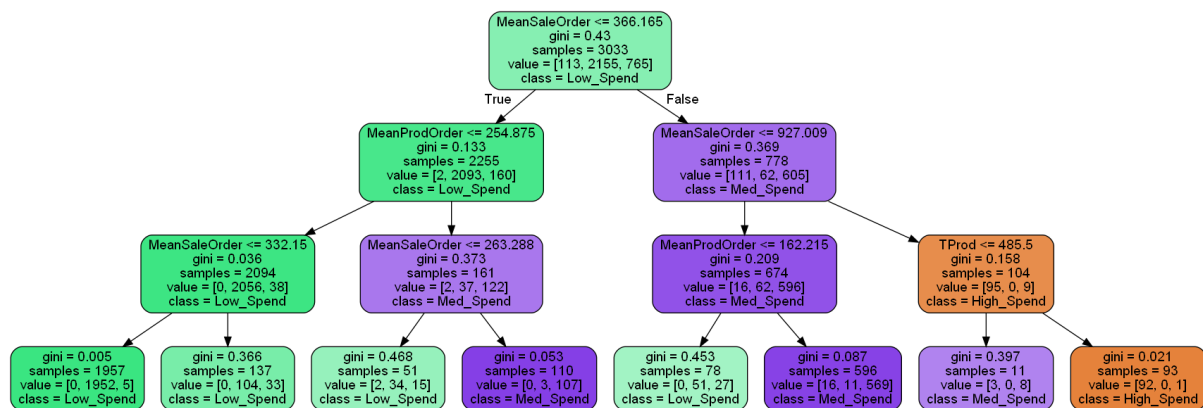 MeanSaleOrder <= 366.165
gini = 0.43
samples = 3033
value = [113, 2155, 765]
class = Low_Spend
True
False
MeanProdOrder <= 254.875
gini = 0.133
samples = 2255
value = [2, 2093, 160]
class = Low_Spend
MeanSaleOrder <= 927.009
gini = 0.369
samples = 778
value = [111, 62, 605]
class = Med_Spend
MeanSaleOrder <= 332.15
gini = 0.036
samples = 2094
value = [0, 2056, 38]
class = Low_Spend
MeanSaleOrder <= 263.288
gini = 0.373
samples = 161
value = [2, 37, 122]
class = Med_Spend
MeanProdOrder <= 162.215
gini = 0.209
samples = 674
value = [16, 62, 596]
class = Med_Spend
TProd <= 485.5
gini = 0.158
samples = 104
value = [95, 0, 9]
class = High_Spend
gini = 0.005
samples = 1957
value = [0, 1952, 5]
class = Low_Spend
gini = 0.366
samples = 137
value = [0, 104, 33]
class = Low_Spend
gini = 0.468
samples = 51
value = [2, 34, 15]
class = Low_Spend
gini = 0.053
samples = 110
value = [0, 3, 107]
class = Med_Spend
gini = 0.453
samples = 78
value = [0, 51, 27]
class = Low_Spend
gini = 0.087
samples = 596
value = [16, 11, 569]
class = Med_Spend
gini = 0.397
samples = 11
value = [3, 0, 8]
class = Med_Spend
gini = 0.021
samples = 93
value = [92, 0, 1]
class = High_Spend